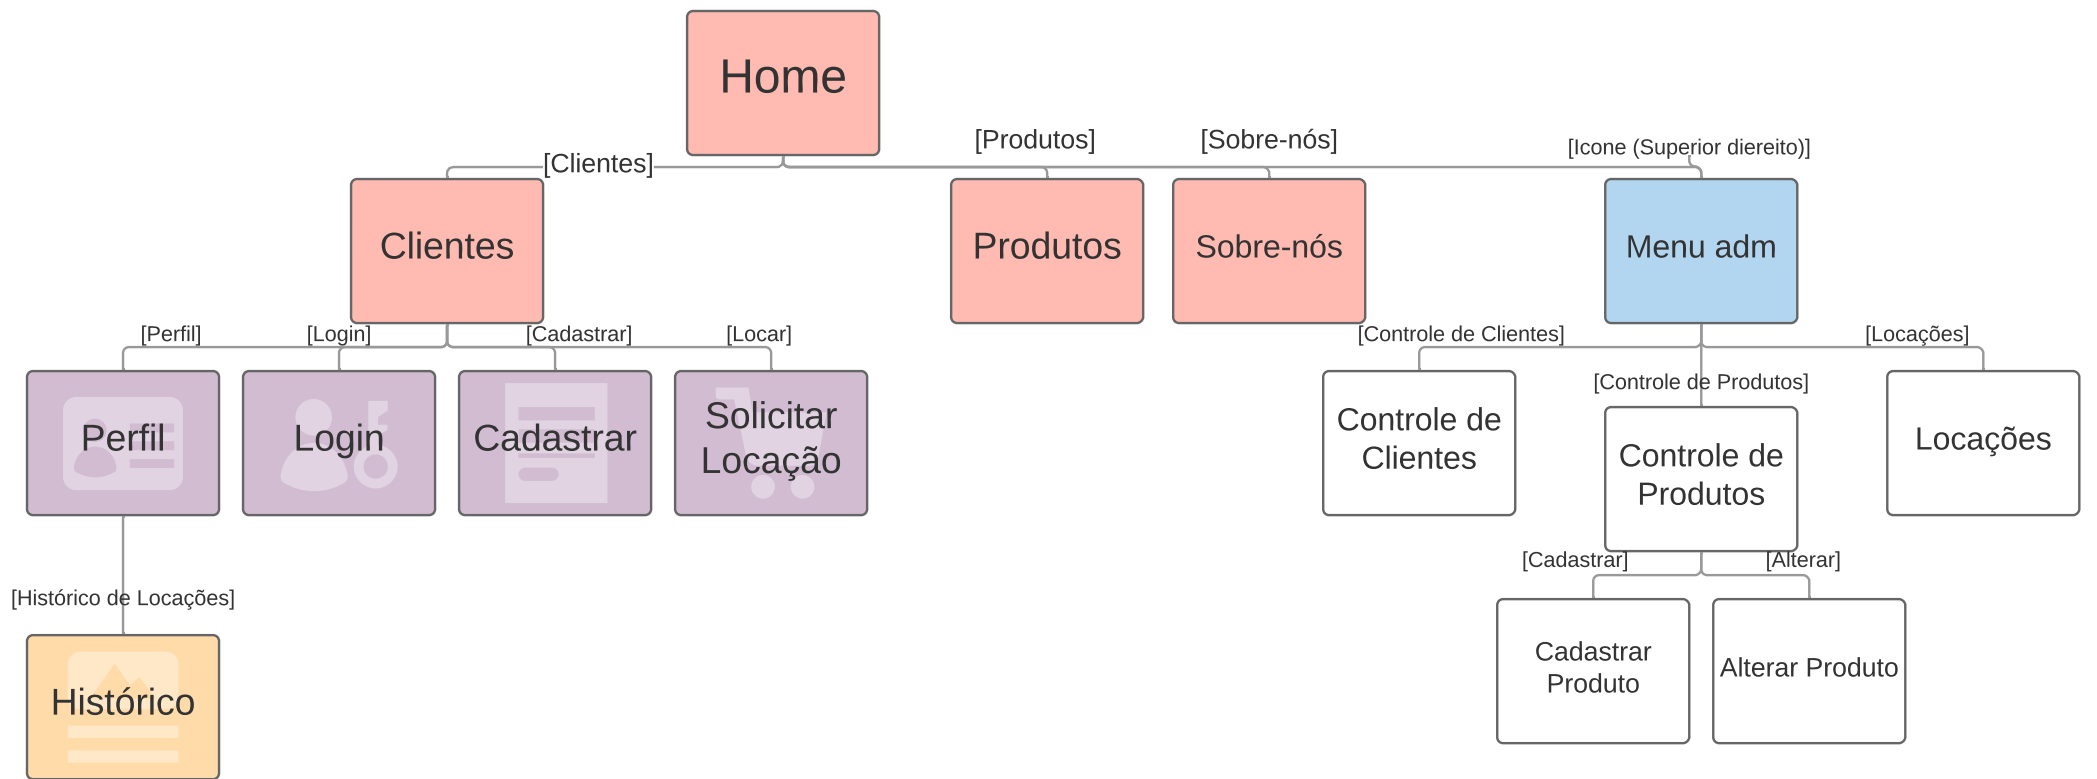 Home
[Clientes]
[Produtos]
[Sobre-nós]
[Icone (Superior diereito)]
Clientes
Produtos
Sobre-nós
Menu adm
[Perfil]
[Login]
[Cadastrar]
[Locar]
[Controle de Clientes]
[Controle de Produtos]
[Locações]
Perfil
Login
Cadastrar
Solicitar
Locação
Controle de
Clientes
Controle de
Produtos
Locações
[Histórico de Locações]
[Cadastrar]
[Alterar]
Histórico
Cadastrar
Produto
Alterar Produto